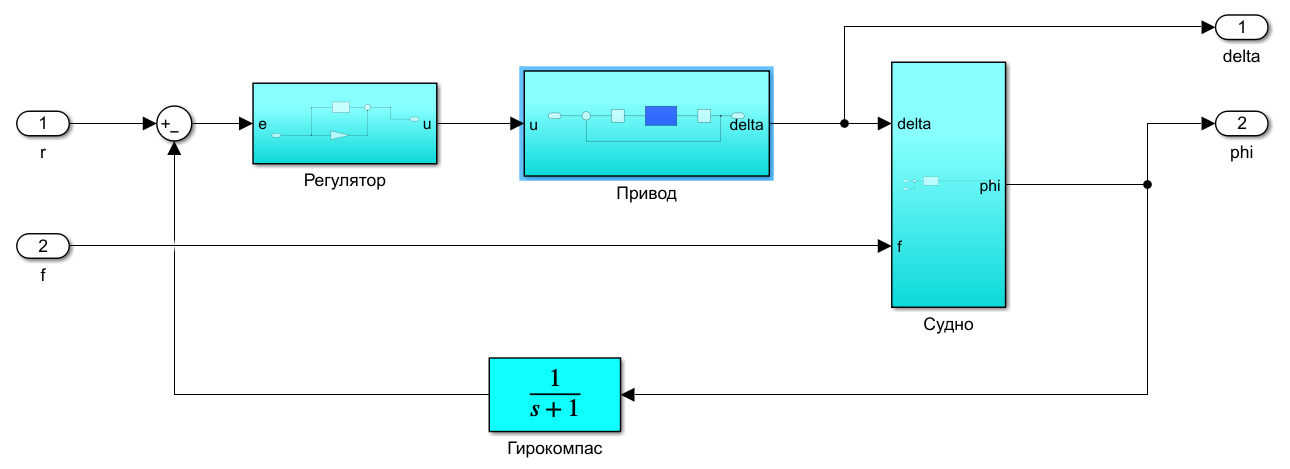 1
delta
1
r
+
−
e
u
Регулятор
u
delta
Привод
delta
phi
f
Судно
2
phi
2
f
1
s + 1
Гирокомпас